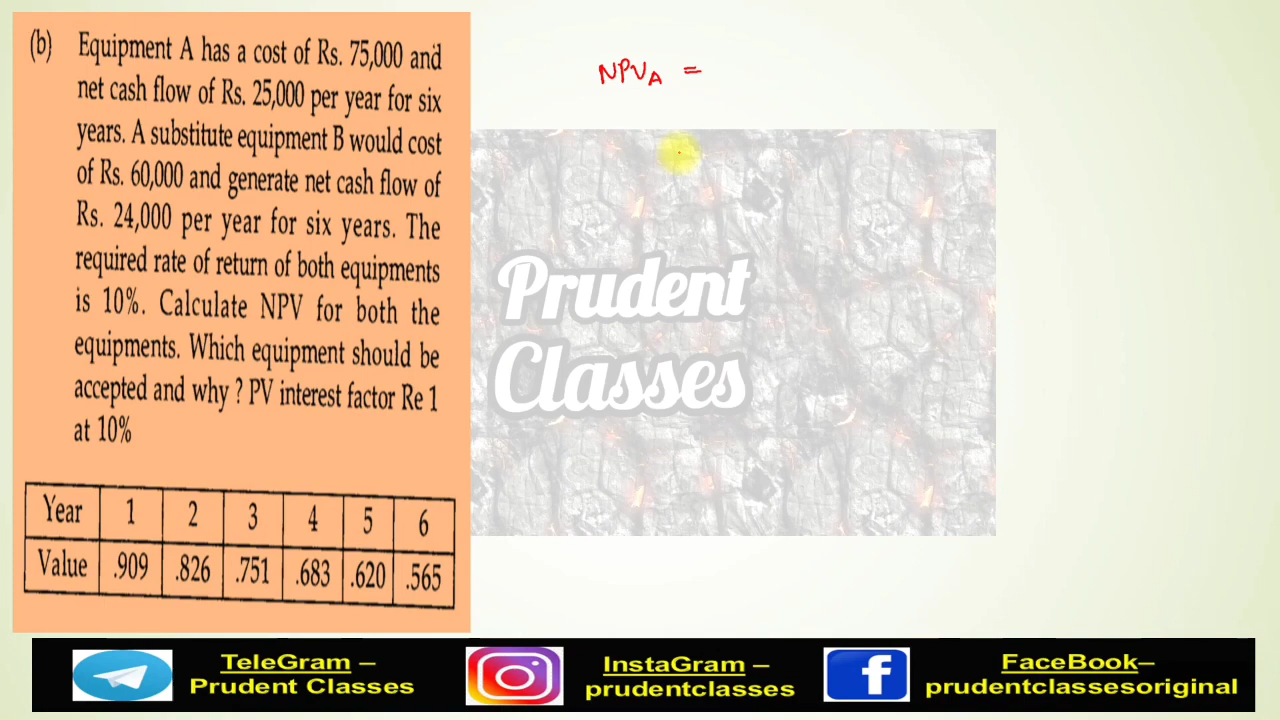 (b) Equipment A has a cost of Rs. 75,000 and
net cash flow of Rs. 25,000 per year for six
years. A substitute equipment B would cost
of Rs. 60,000 and generate net cash flow of
Rs. 24,000 per year for six years. The
required rate of return of both equipments
is 10%. Calculate NPV for both the
equipments. Which equipment should be
accepted and why ? PV interest factor Re 1
at 10%
Year 1 2 3 4 5 6
Value .909 .826 .751 .683 .620 .565
NPVA =
Prudent
Classes
TeleGram –
Prudent Classes
InstaGram –
prudentclasses
FaceBook–
prudentclassesoriginal